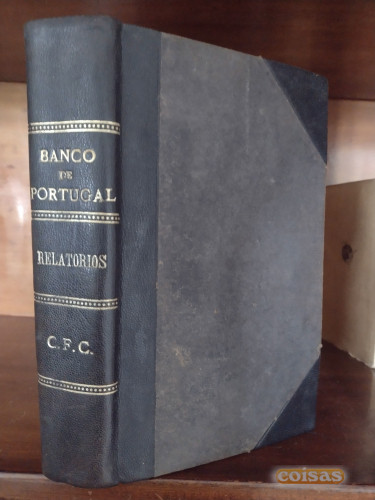 BANCO
DE
PORTUGAL
RELATORIOS
C.F.C.
coisas